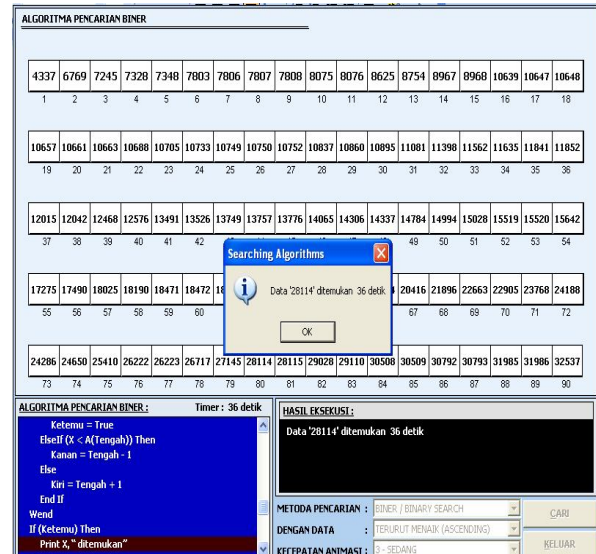 ALGORITMA PENCARIAN BINER
4337 6769 7245 7328 7348 7803 7806 7807 7808 8075 8076 8625 8754 8967 8968 10639 10647 10648
1 2 3 4 5 6 7 8 9 10 11 12 13 14 15 16 17 18
10657 10661 10663 10688 10705 10733 10749 10750 10752 10837 10860 10895 11081 11398 11562 11635 11841 11852
19 20 21 22 23 24 25 26 27 28 29 30 31 32 33 34 35 36
12015 12042 12468 12576 13491 13526 13749 13757 13776 14065 14306 14337 14784 14994 15028 15519 15520 15642
37 38 39 40 41 42 49 50 51 52 53 54
Searching Algorithms
Data '28114' ditemukan 36 detik
OK
17275 17490 18025 18190 18471 18472 20416 21896 22663 22905 23768 24188
55 56 57 58 59 60 67 68 69 70 71 72
24286 24650 25410 26222 26223 26717 27145 28114 28115 29028 29110 30508 30509 30792 30793 31985 31986 32537
73 74 75 76 77 78 79 80 81 82 83 84 85 86 87 88 89 90
ALGORITMA PENCARIAN BINER : Timer : 36 detik
Ketemu = True
ElseIf (X < A(Tengah)) Then
Kanan = Tengah - 1
Else
Kiri = Tengah + 1
End If
Wend
If (Ketemu) Then
Print X, "ditemukan"
HASIL EKSEKUSI :
Data '28114' ditemukan 36 detik
METODA PENCARIAN : BINER / BINARY SEARCH
DENGAN DATA : TERURUT MENAIK (ASCENDING)
KECEPATAN ANIMASI : 3 - SEDANG
CARI
KELUAR